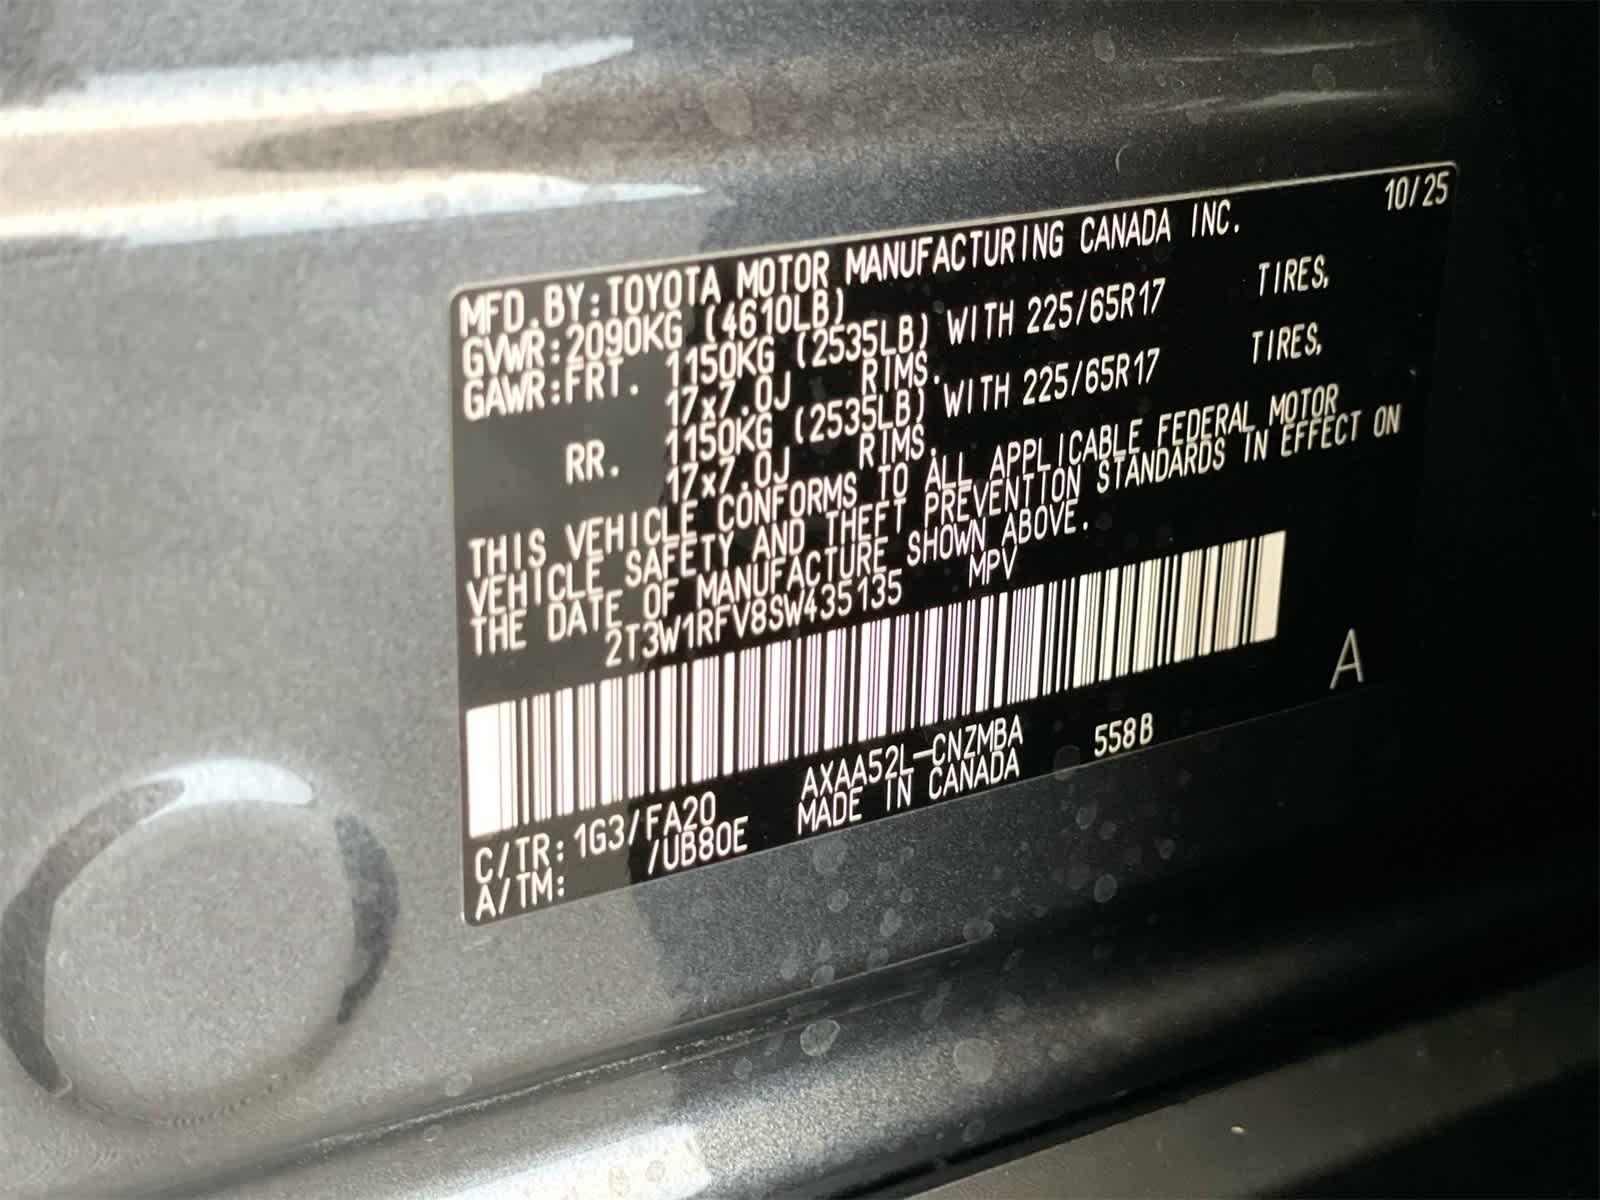 10/25
MFD.BY:TOYOTA MOTOR MANUFACTURING CANADA INC.
GVWR:2090KG (4610LB)
GAWR:FRT. 1150KG (2535LB) WITH 225/65R17 TIRES,
17x7.0J RIMS.
RR. 1150KG (2535LB) WITH 225/65R17 TIRES,
17x7.0J RIMS.
THIS VEHICLE CONFORMS TO ALL APPLICABLE FEDERAL MOTOR
VEHICLE SAFETY AND THEFT PREVENTION STANDARDS IN EFFECT ON
THE DATE OF MANUFACTURE SHOWN ABOVE.
2T3W1RFV8SW435135 MPV
A
AXAA52L-CNZMBA 558B
C/TR:1G3/FA20 MADE IN CANADA
A/TM: /UB80E